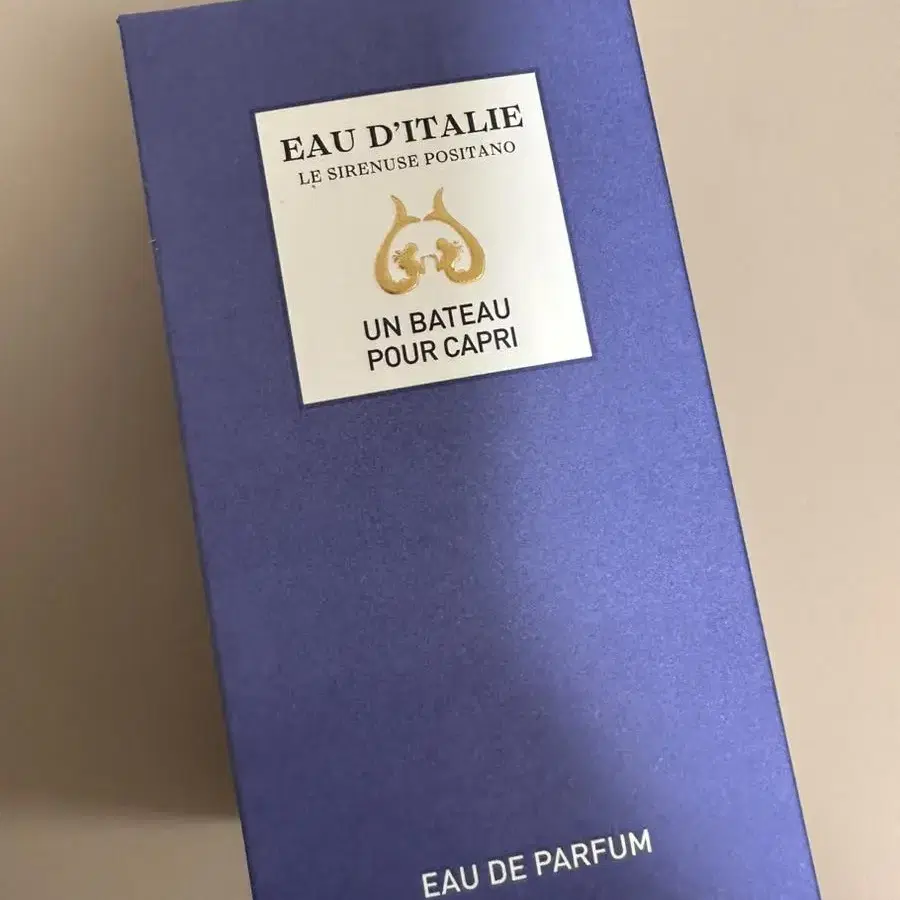 EAU D'ITALIE
LE SIRENUSE POSITANO
UN BATEAU
POUR CAPRI
EAU DE PARFUM